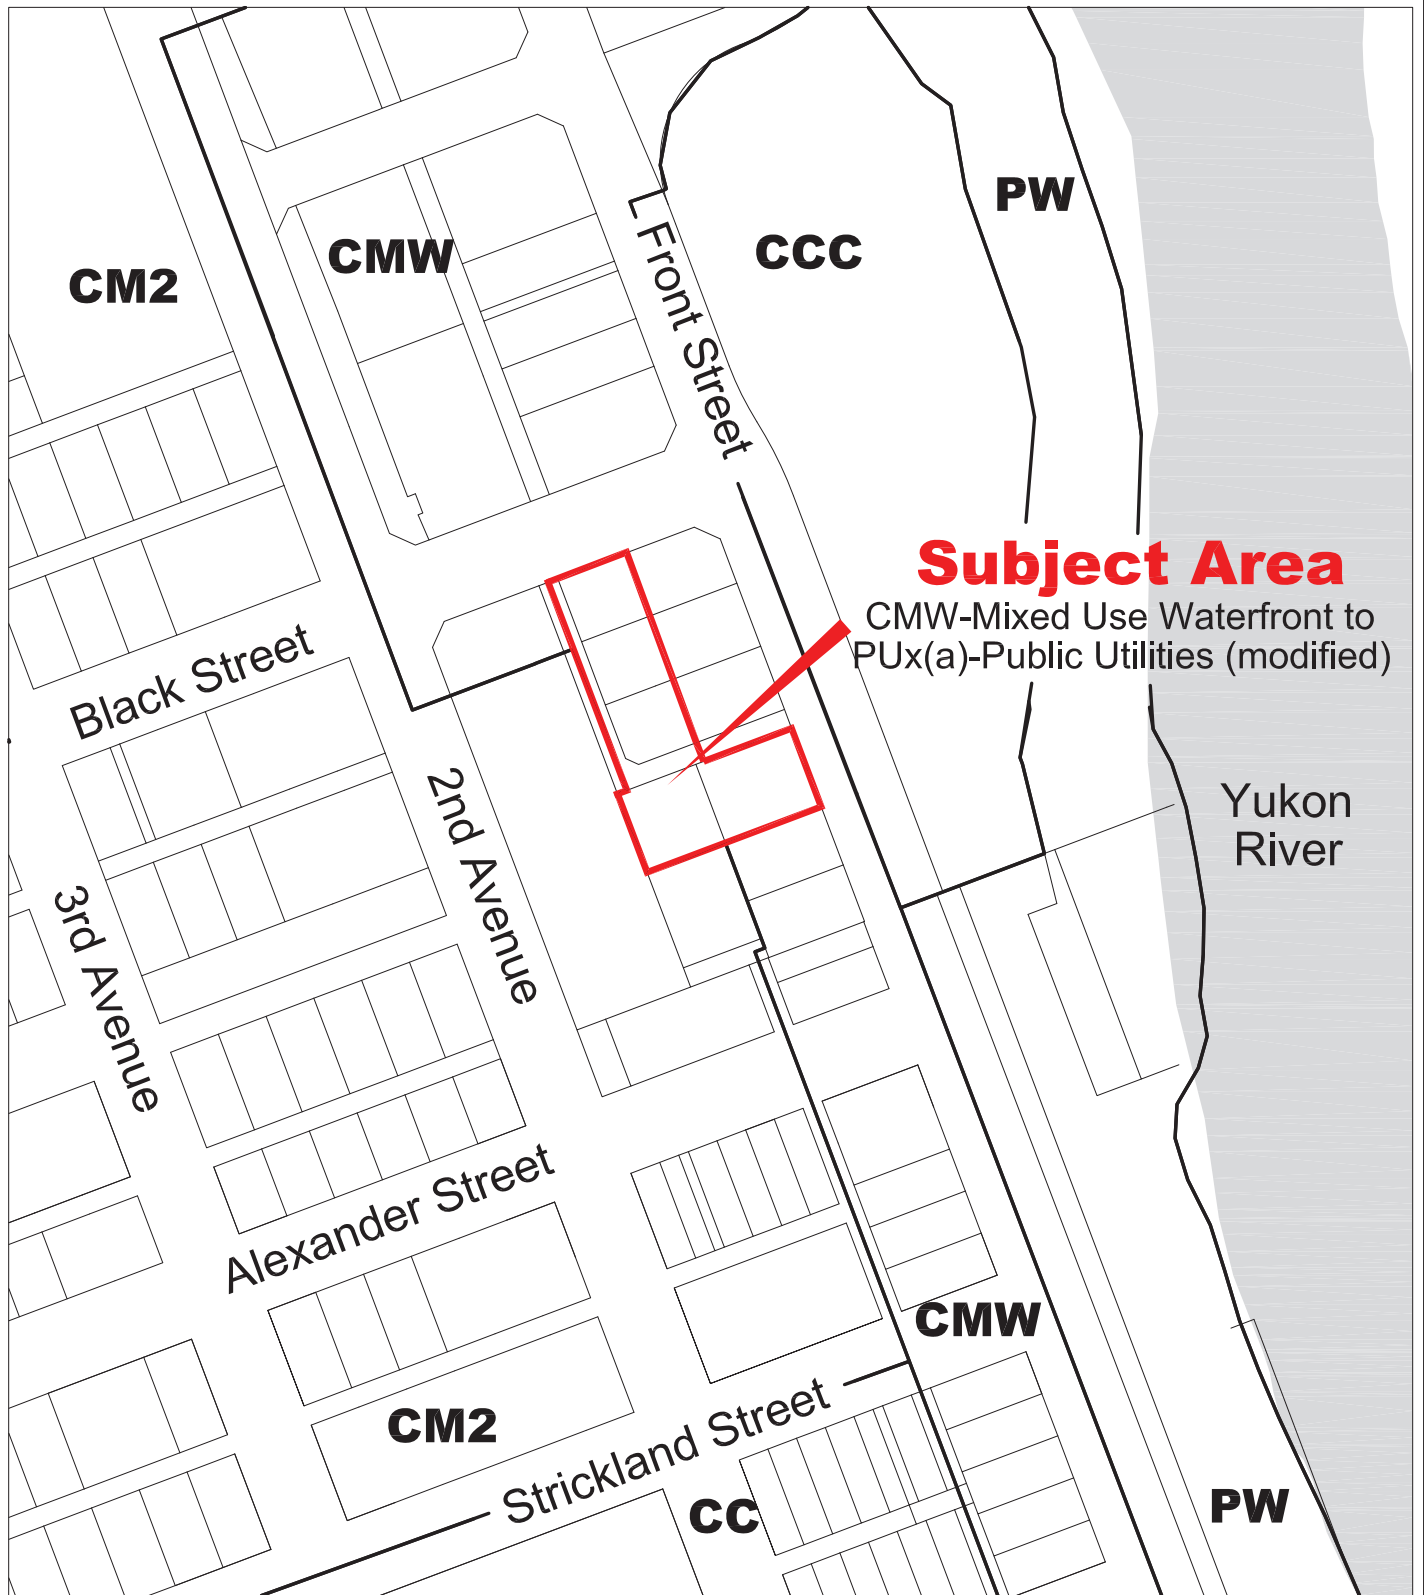 PW
CCC
CMW
CM2
L Front Street
Subject Area
CMW-Mixed Use Waterfront to
PUx(a)-Public Utilities (modified)
Black Street
2nd Avenue
Yukon
River
3rd Avenue
Alexander Street
CMW
CM2
Strickland Street
CC
PW